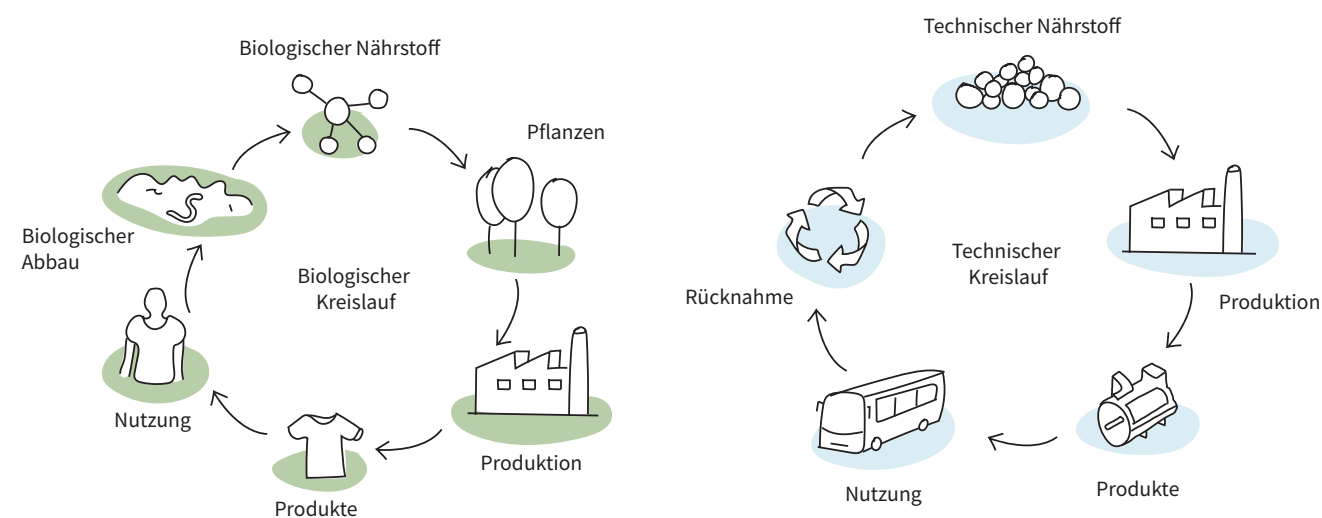 Biologischer Nährstoff
Pflanzen
Biologischer
Abbau
Biologischer
Kreislauf
Nutzung
Produktion
Produkte
Technischer Nährstoff
Technischer
Kreislauf
Rücknahme
Produktion
Nutzung
Produkte